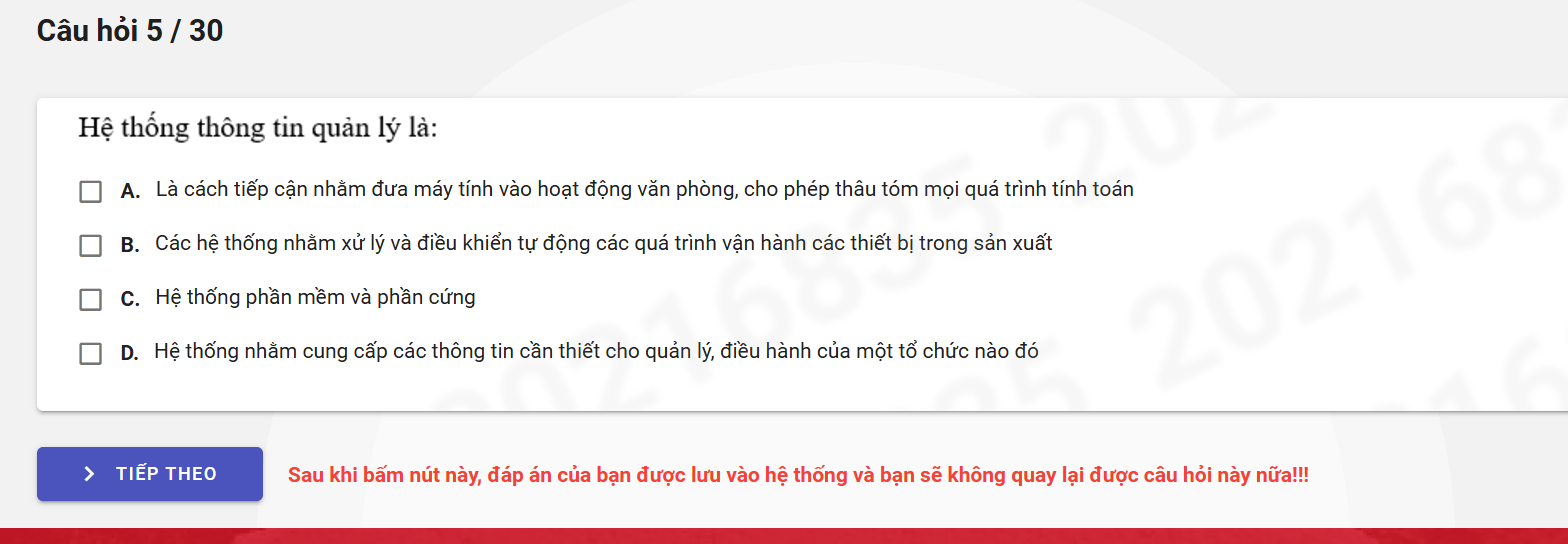 Câu hỏi 5 / 30
Hệ thống thông tin quản lý là:
A. Là cách tiếp cận nhằm đưa máy tính vào hoạt động văn phòng, cho phép thâu tóm mọi quá trình tính toán
B. Các hệ thống nhằm xử lý và điều khiển tự động các quá trình vận hành các thiết bị trong sản xuất
C. Hệ thống phần mềm và phần cứng
D. Hệ thống nhằm cung cấp các thông tin cần thiết cho quản lý, điều hành của một tổ chức nào đó
TIẾP THEO
Sau khi bấm nút này, đáp án của bạn được lưu vào hệ thống và bạn sẽ không quay lại được câu hỏi này nữa!!!